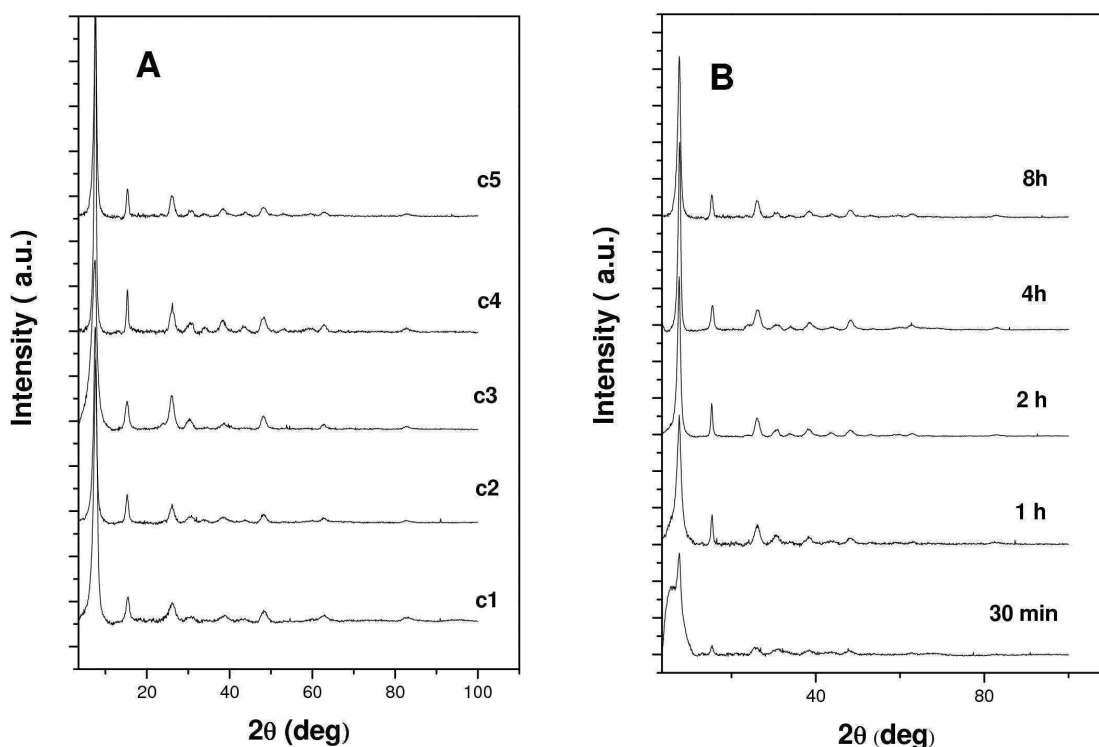 A
c5
c4
c3
c2
c1
Intensity ( a.u.)
20 40 60 80 100
2θ (deg)
B
8h
4h
2 h
1 h
30 min
Intensity ( a.u.)
40 80
2θ (deg)